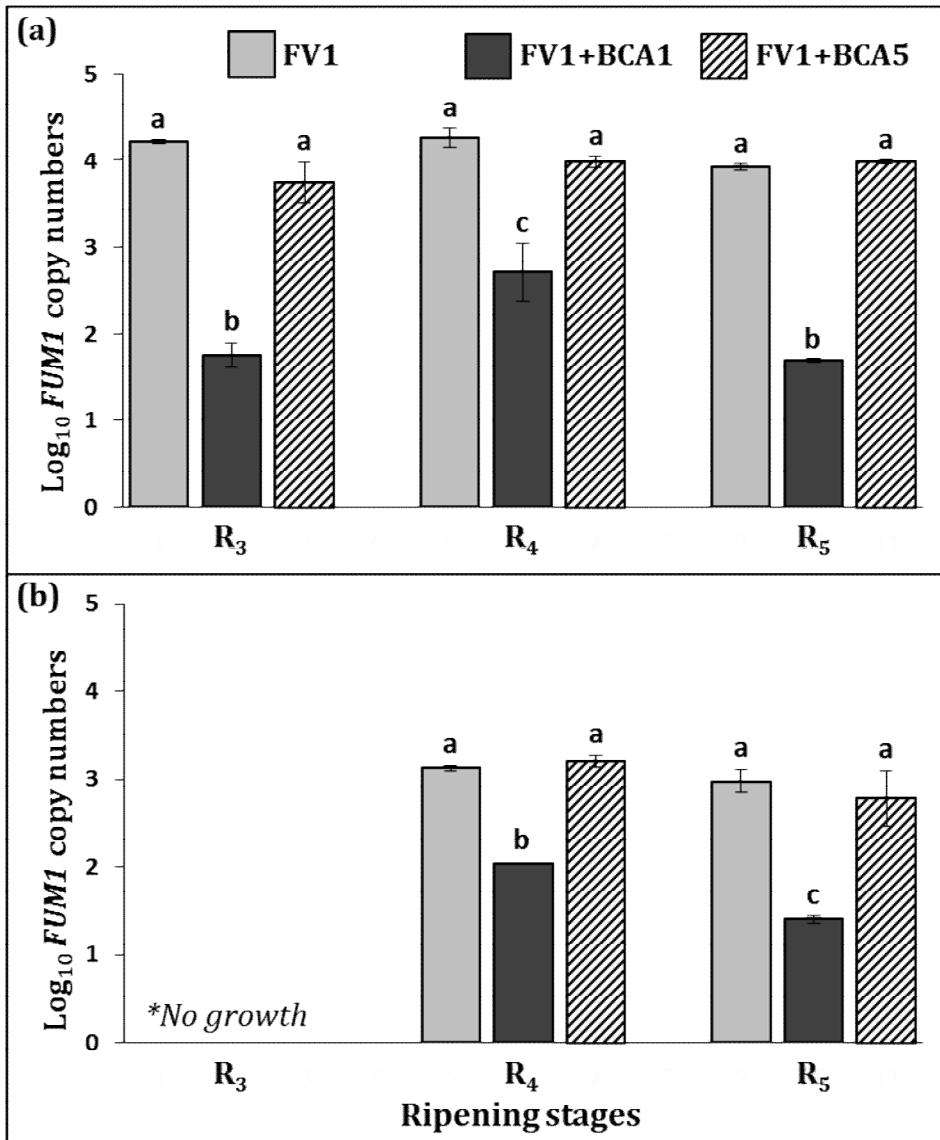 (a)
FV1 FV1+BCA1 FV1+BCA5
Log₁₀ FUM1 copy numbers
5
4
3
2
1
0
a b a
a c a
a b a
R₃ R₄ R₅
(b)
Log₁₀ FUM1 copy numbers
5
4
3
2
1
0
*No growth
a b a
a c a
R₃ R₄ R₅
Ripening stages